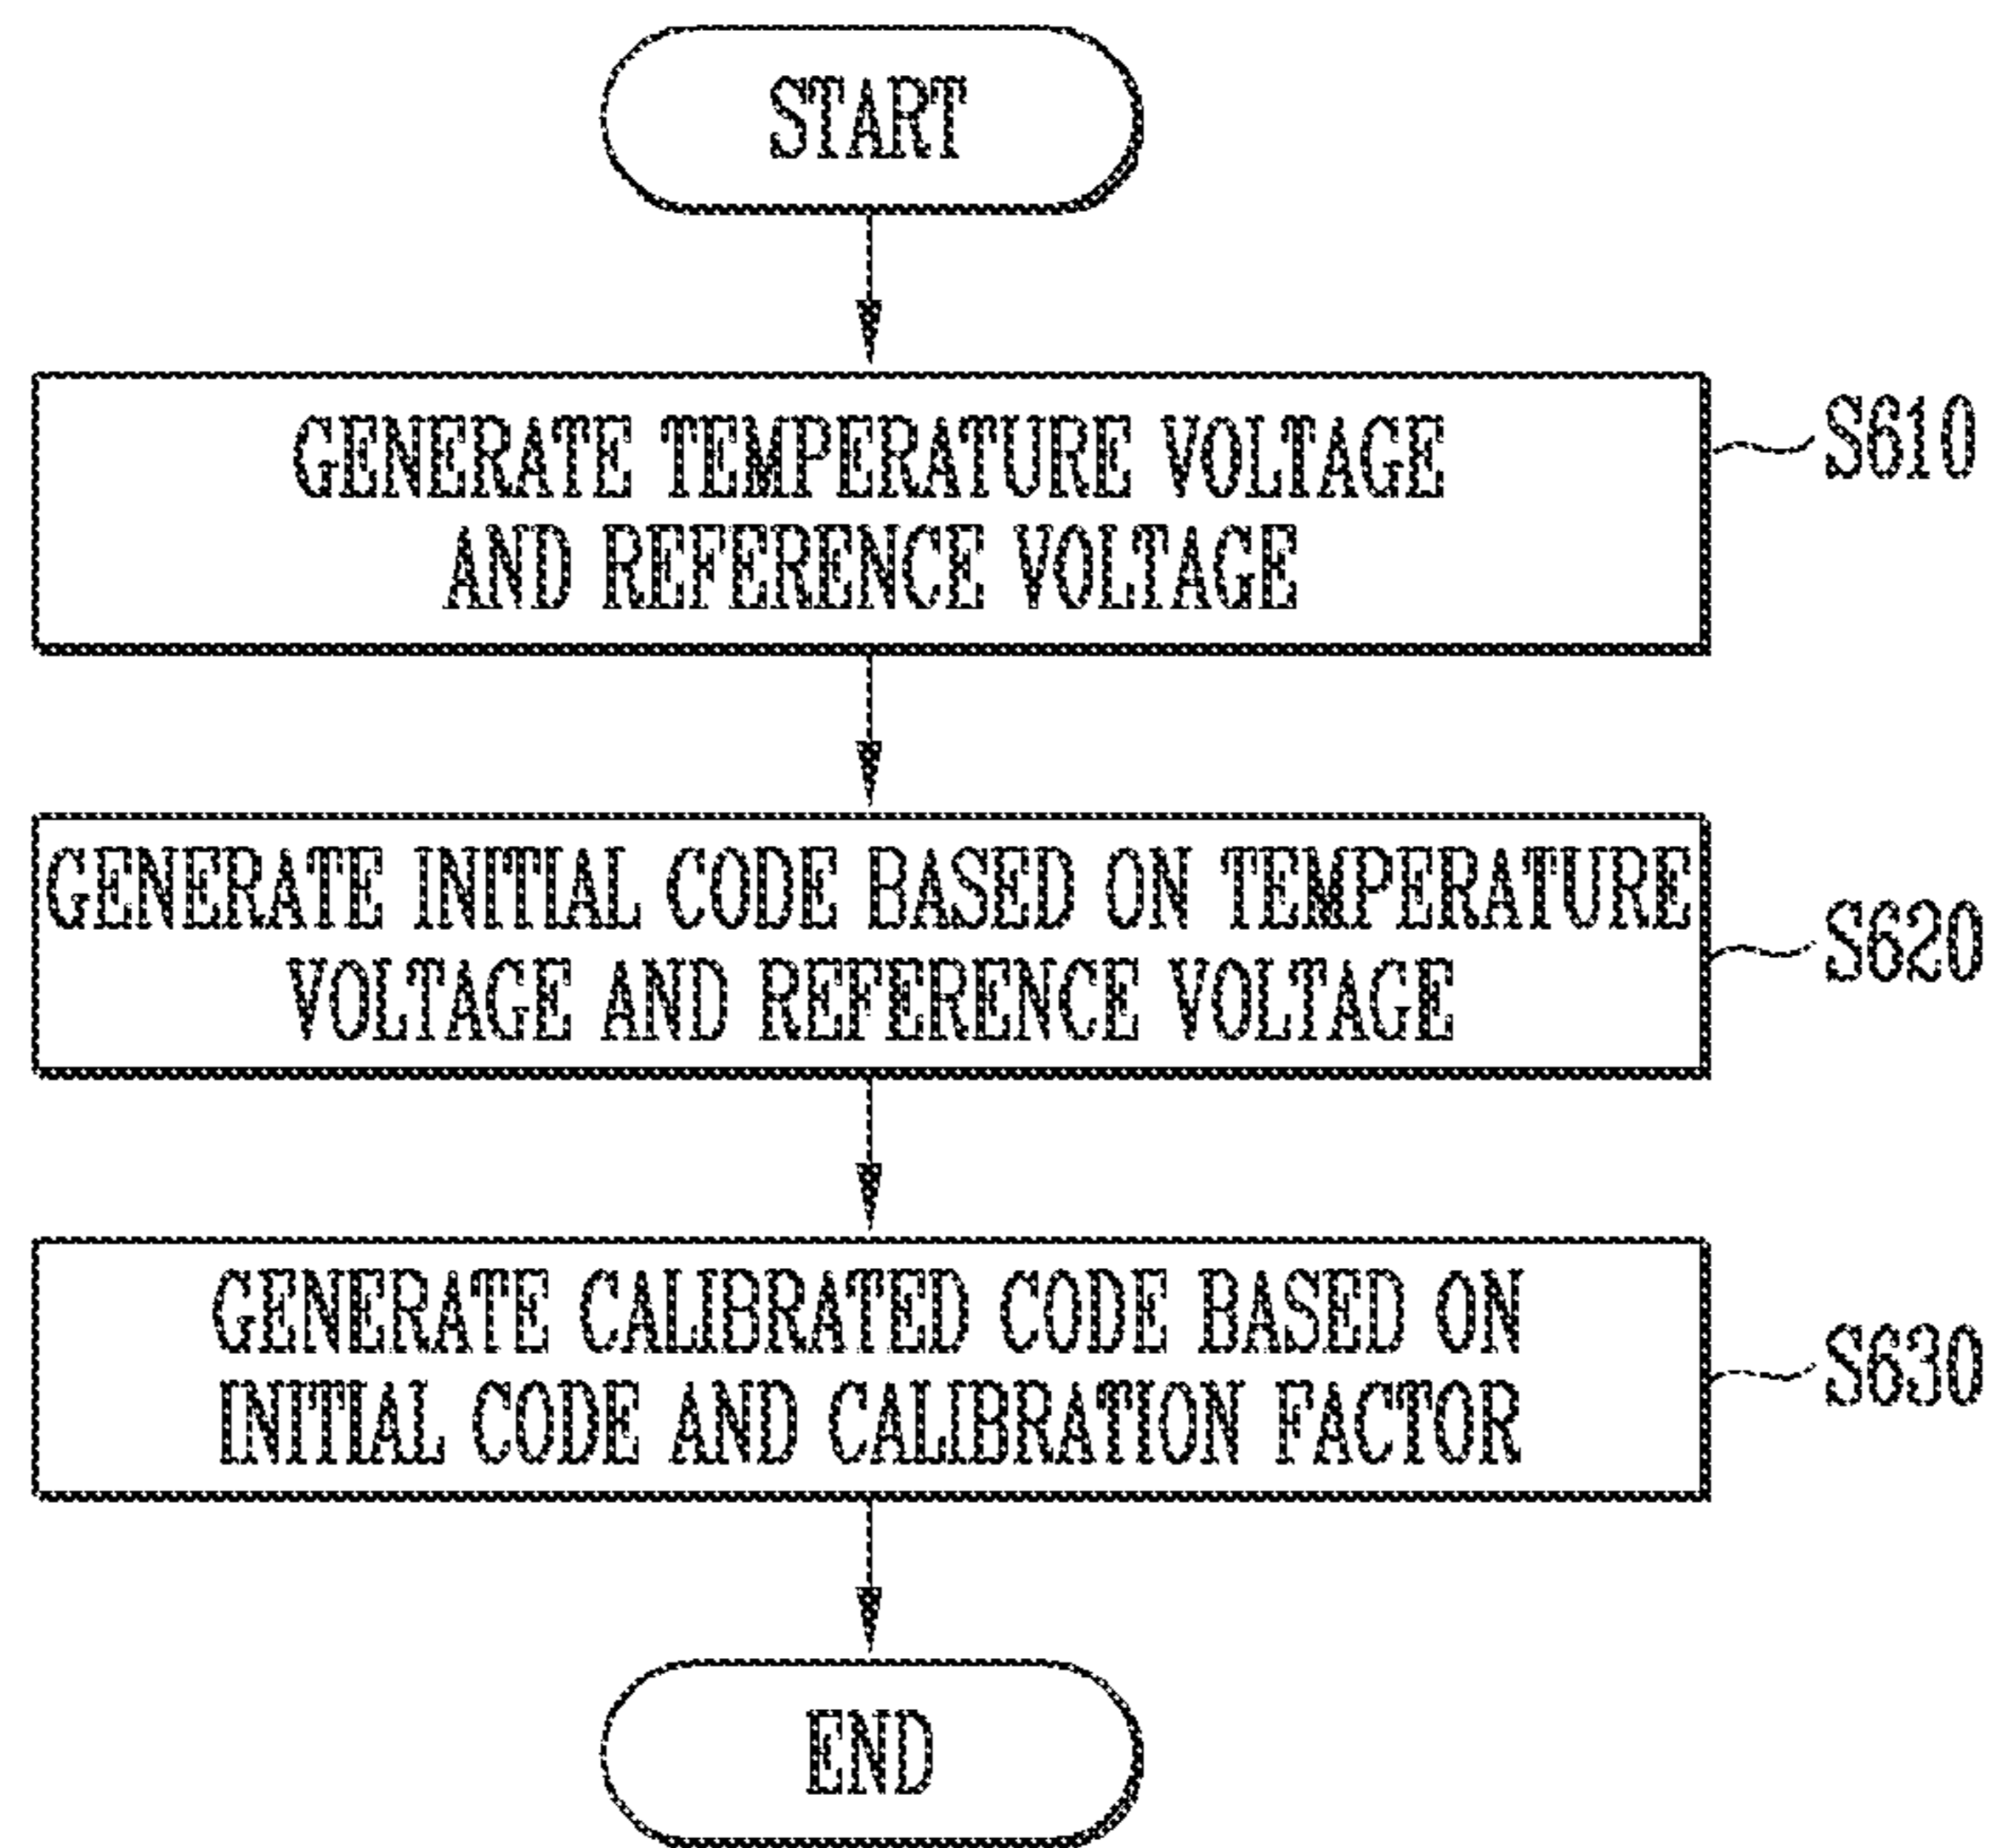 START
GENERATE TEMPERATURE VOLTAGE
AND REFERENCE VOLTAGE
S610
GENERATE INITIAL CODE BASED ON TEMPERATURE
VOLTAGE AND REFERENCE VOLTAGE
S620
GENERATE CALIBRATED CODE BASED ON
INITIAL CODE AND CALIBRATION FACTOR
S630
END